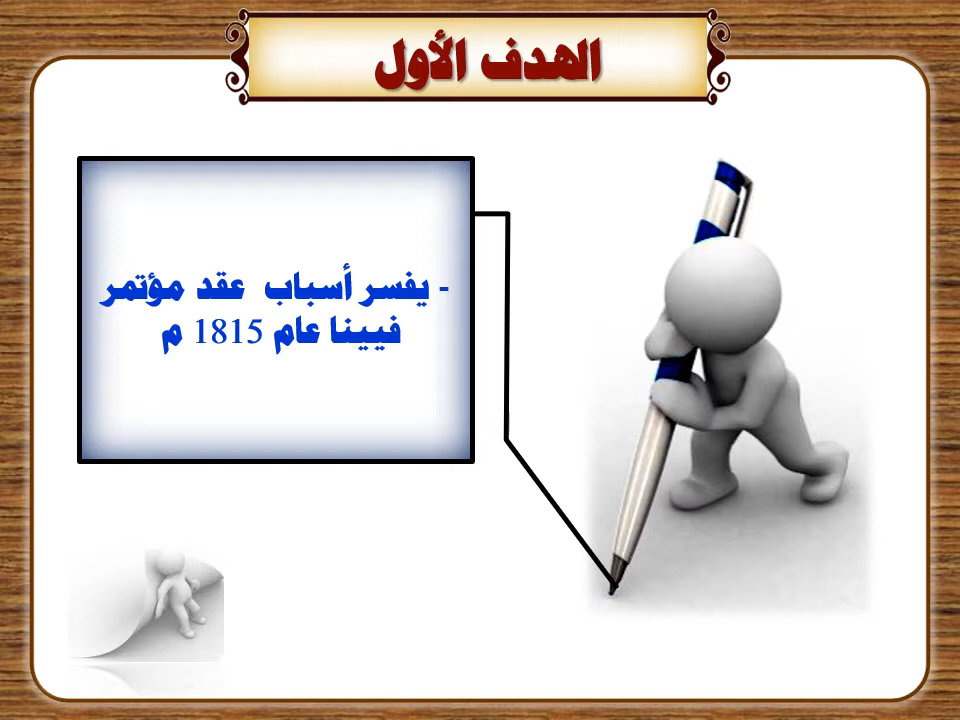 الهدف الأول
- يفسر أسباب عقد مؤتمر
فيينا عام 1815 م